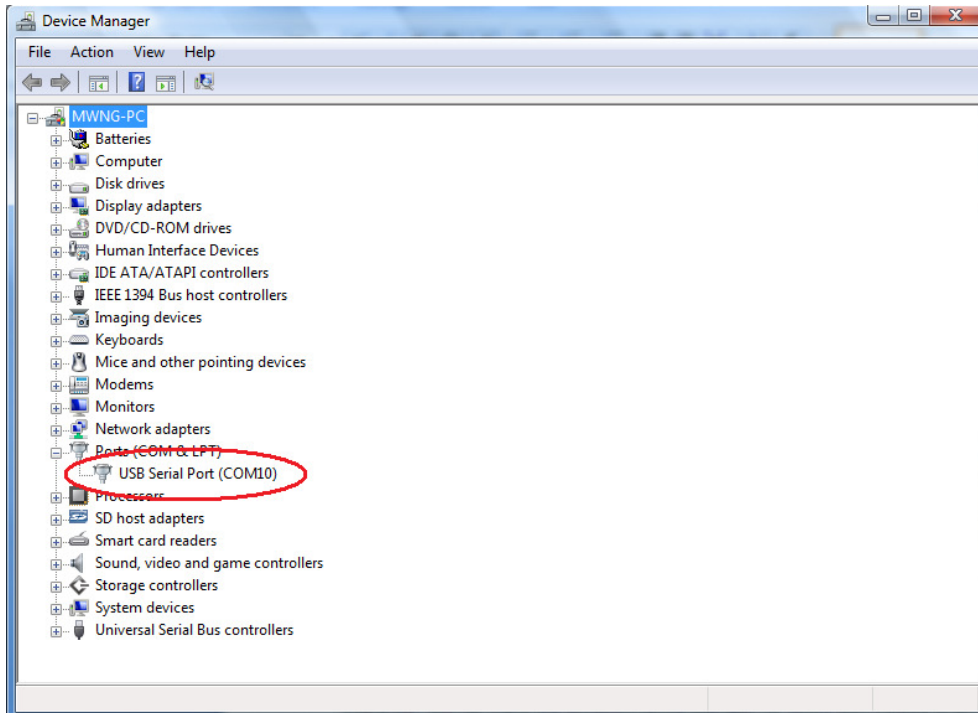 Device Manager
File Action View Help
MWNG-PC
Batteries
Computer
Disk drives
Display adapters
DVD/CD-ROM drives
Human Interface Devices
IDE ATA/ATAPI controllers
IEEE 1394 Bus host controllers
Imaging devices
Keyboards
Mice and other pointing devices
Modems
Monitors
Network adapters
Ports (COM & LPT)
USB Serial Port (COM10)
Processors
SD host adapters
Smart card readers
Sound, video and game controllers
Storage controllers
System devices
Universal Serial Bus controllers